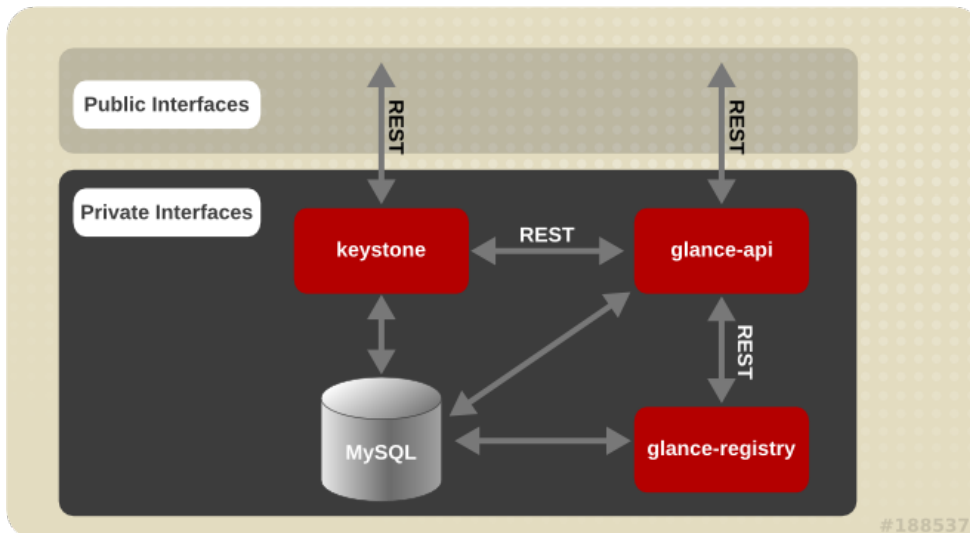 Public Interfaces
REST
REST
Private Interfaces
keystone
REST
glance-api
REST
MySQL
glance-registry
#188537